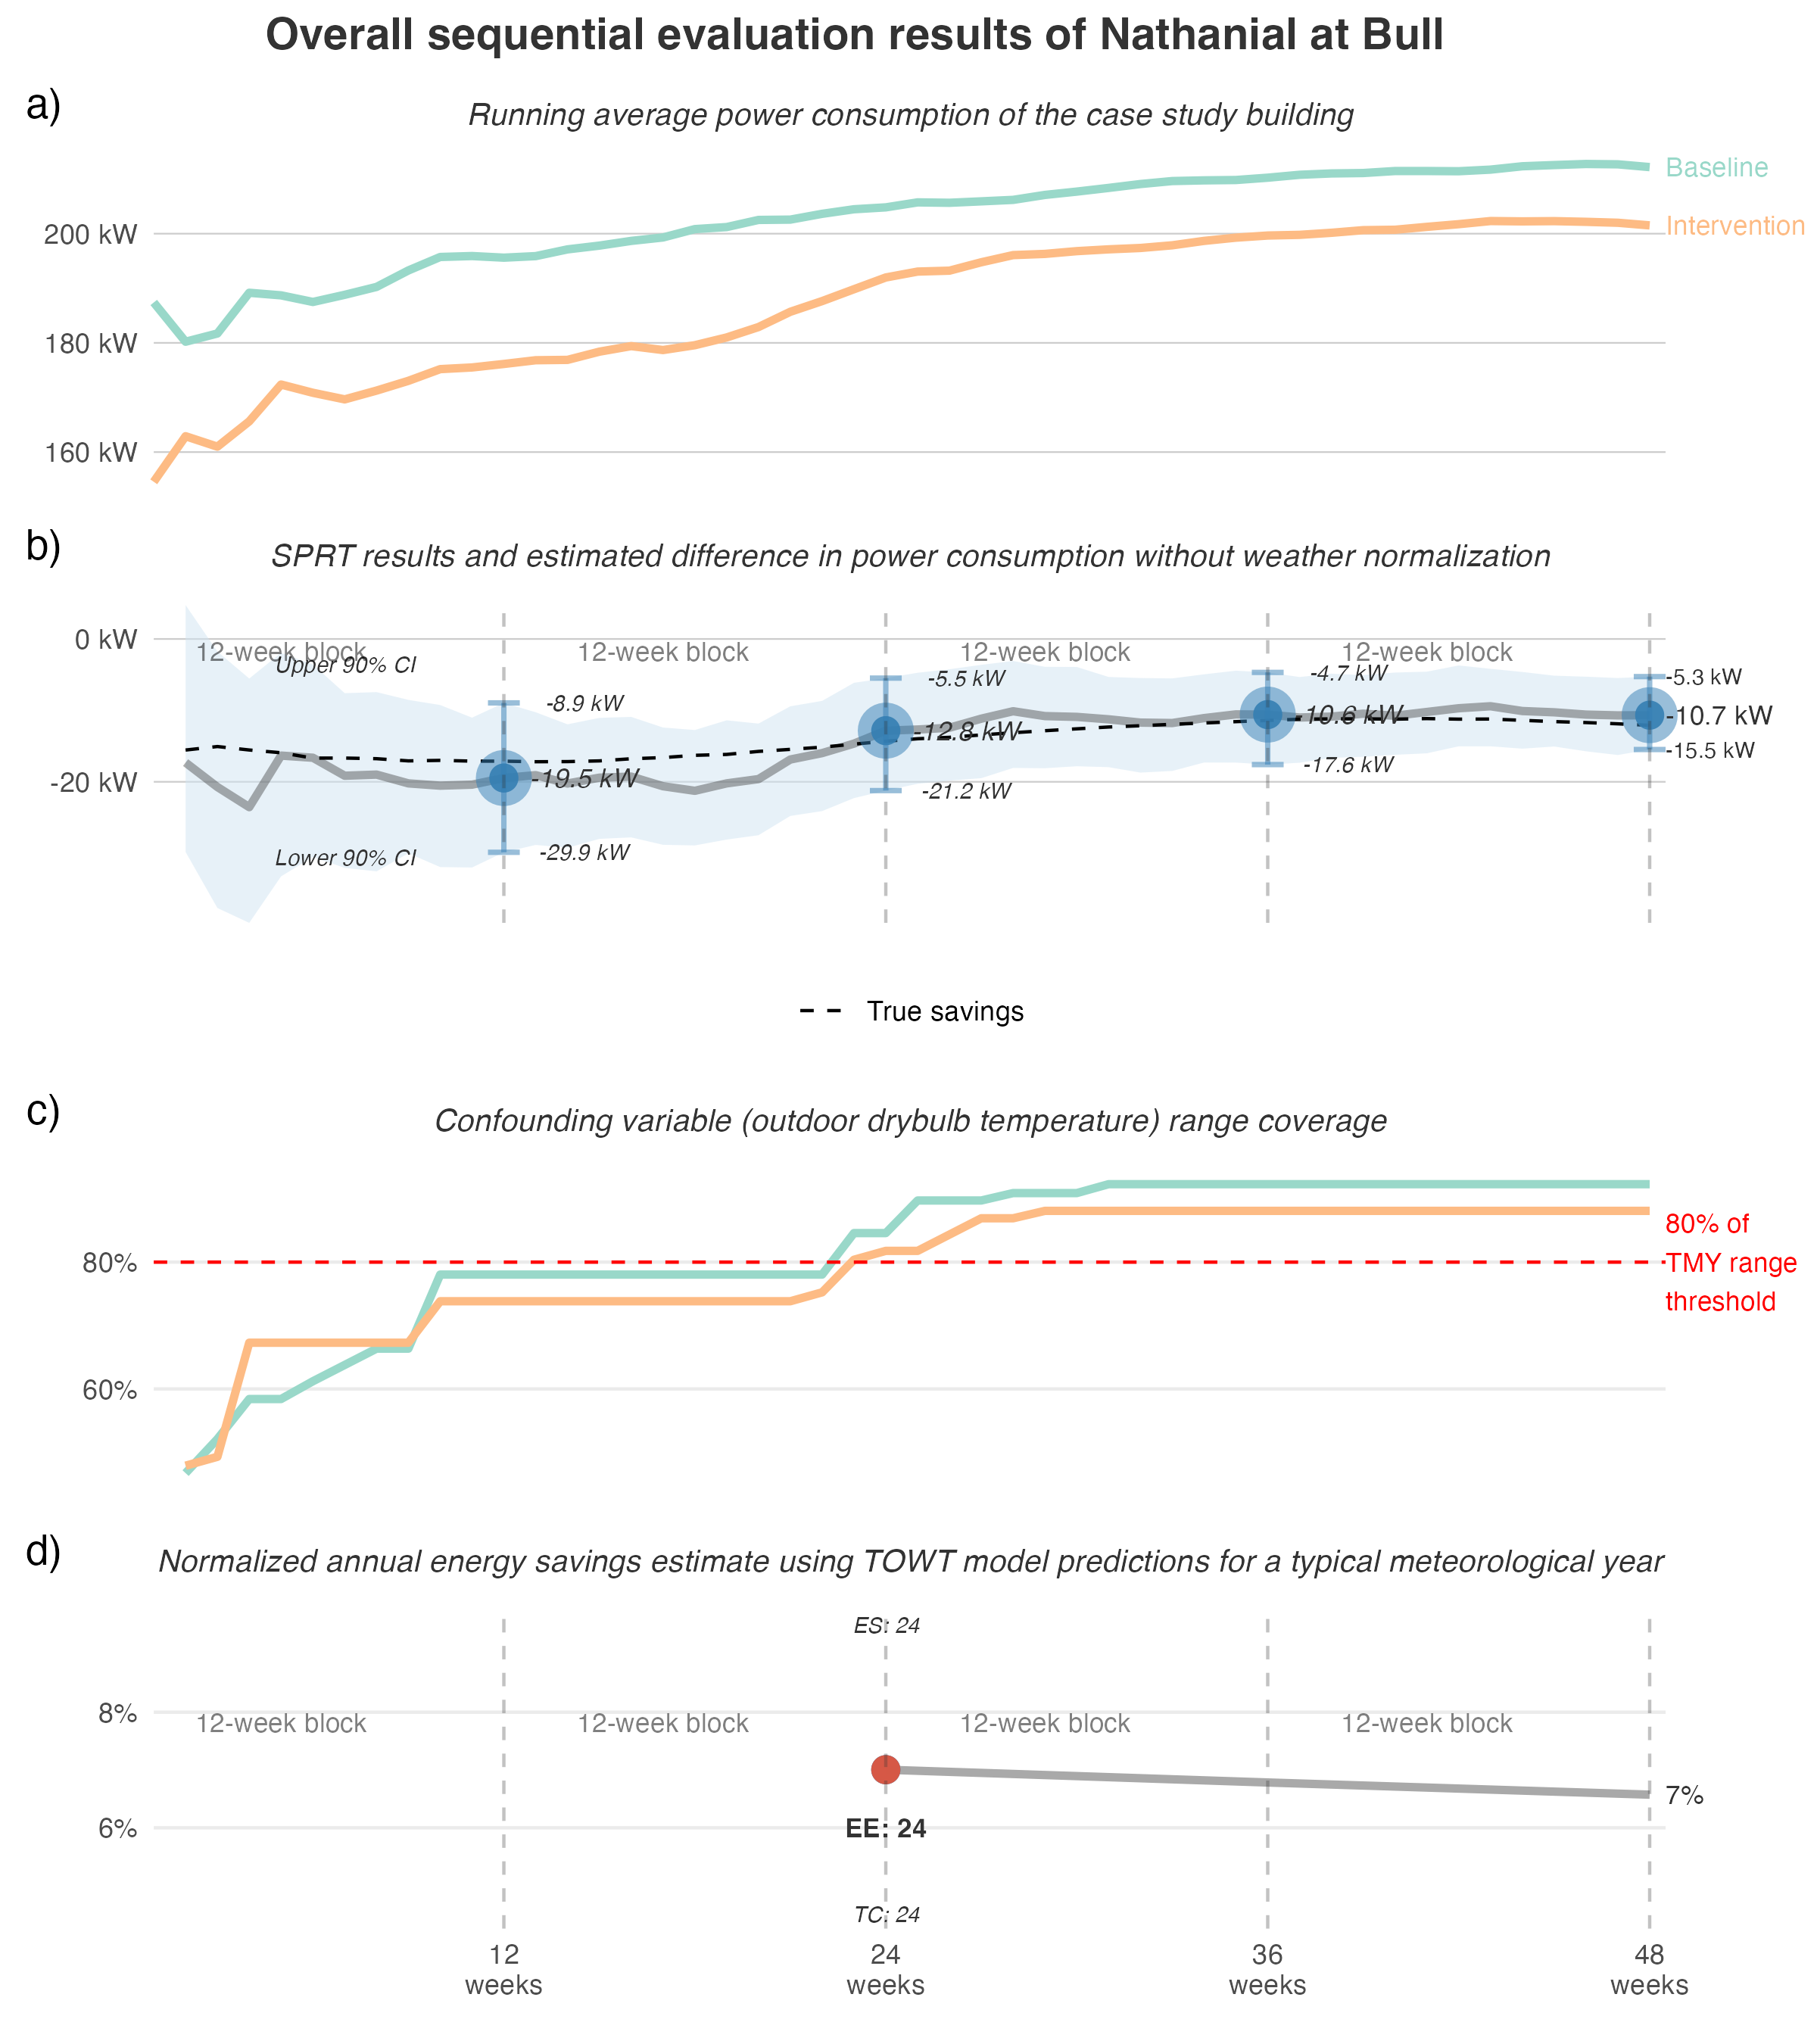 Overall sequential evaluation results of Nathanial at Bull
a)
Running average power consumption of the case study building
Baseline
200 kW
Intervention
180 kW
160 kW
b)
SPRT results and estimated difference in power consumption without weather normalization
0 kW
12-week block
12-week block
12-week block
12-week block
Upper 90% CI
-8.9 kW
-5.5 kW
-4.7 kW
-5.3 kW
-19.5 kW
-12.8 kW
-10.6 kW
-10.7 kW
-20 kW
-29.9 kW
-21.2 kW
-17.6 kW
-15.5 kW
Lower 90% CI
True savings
c)
Confounding variable (outdoor drybulb temperature) range coverage
80%
60%
80% of
TMY range
threshold
d)
Normalized annual energy savings estimate using TOWT model predictions for a typical meteorological year
ES: 24
8%
12-week block
12-week block
12-week block
12-week block
7%
6%
EE: 24
TC: 24
12
weeks
24
weeks
36
weeks
48
weeks